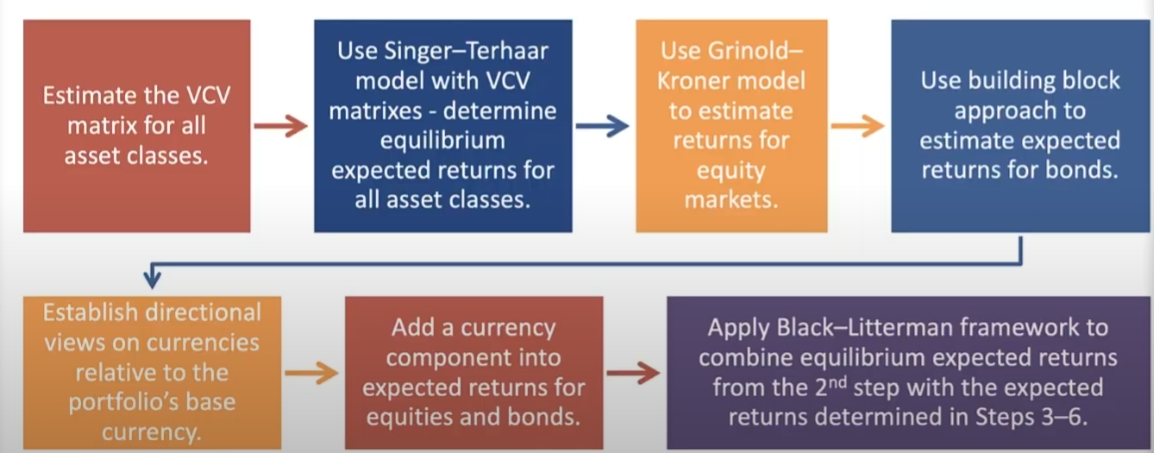 Estimate the VCV
matrix for all
asset classes.
Use Singer–Terhaar
model with VCV
matrixes - determine
equilibrium
expected returns for
all asset classes.
Use Grinold–
Kroner model
to estimate
returns for
equity
markets.
Use building block
approach to
estimate expected
returns for bonds.
Establish directional
views on currencies
relative to the
portfolio's base
currency.
Add a currency
component into
expected returns for
equities and bonds.
Apply Black–Litterman framework to
combine equilibrium expected returns
from the 2nd step with the expected
returns determined in Steps 3–6.